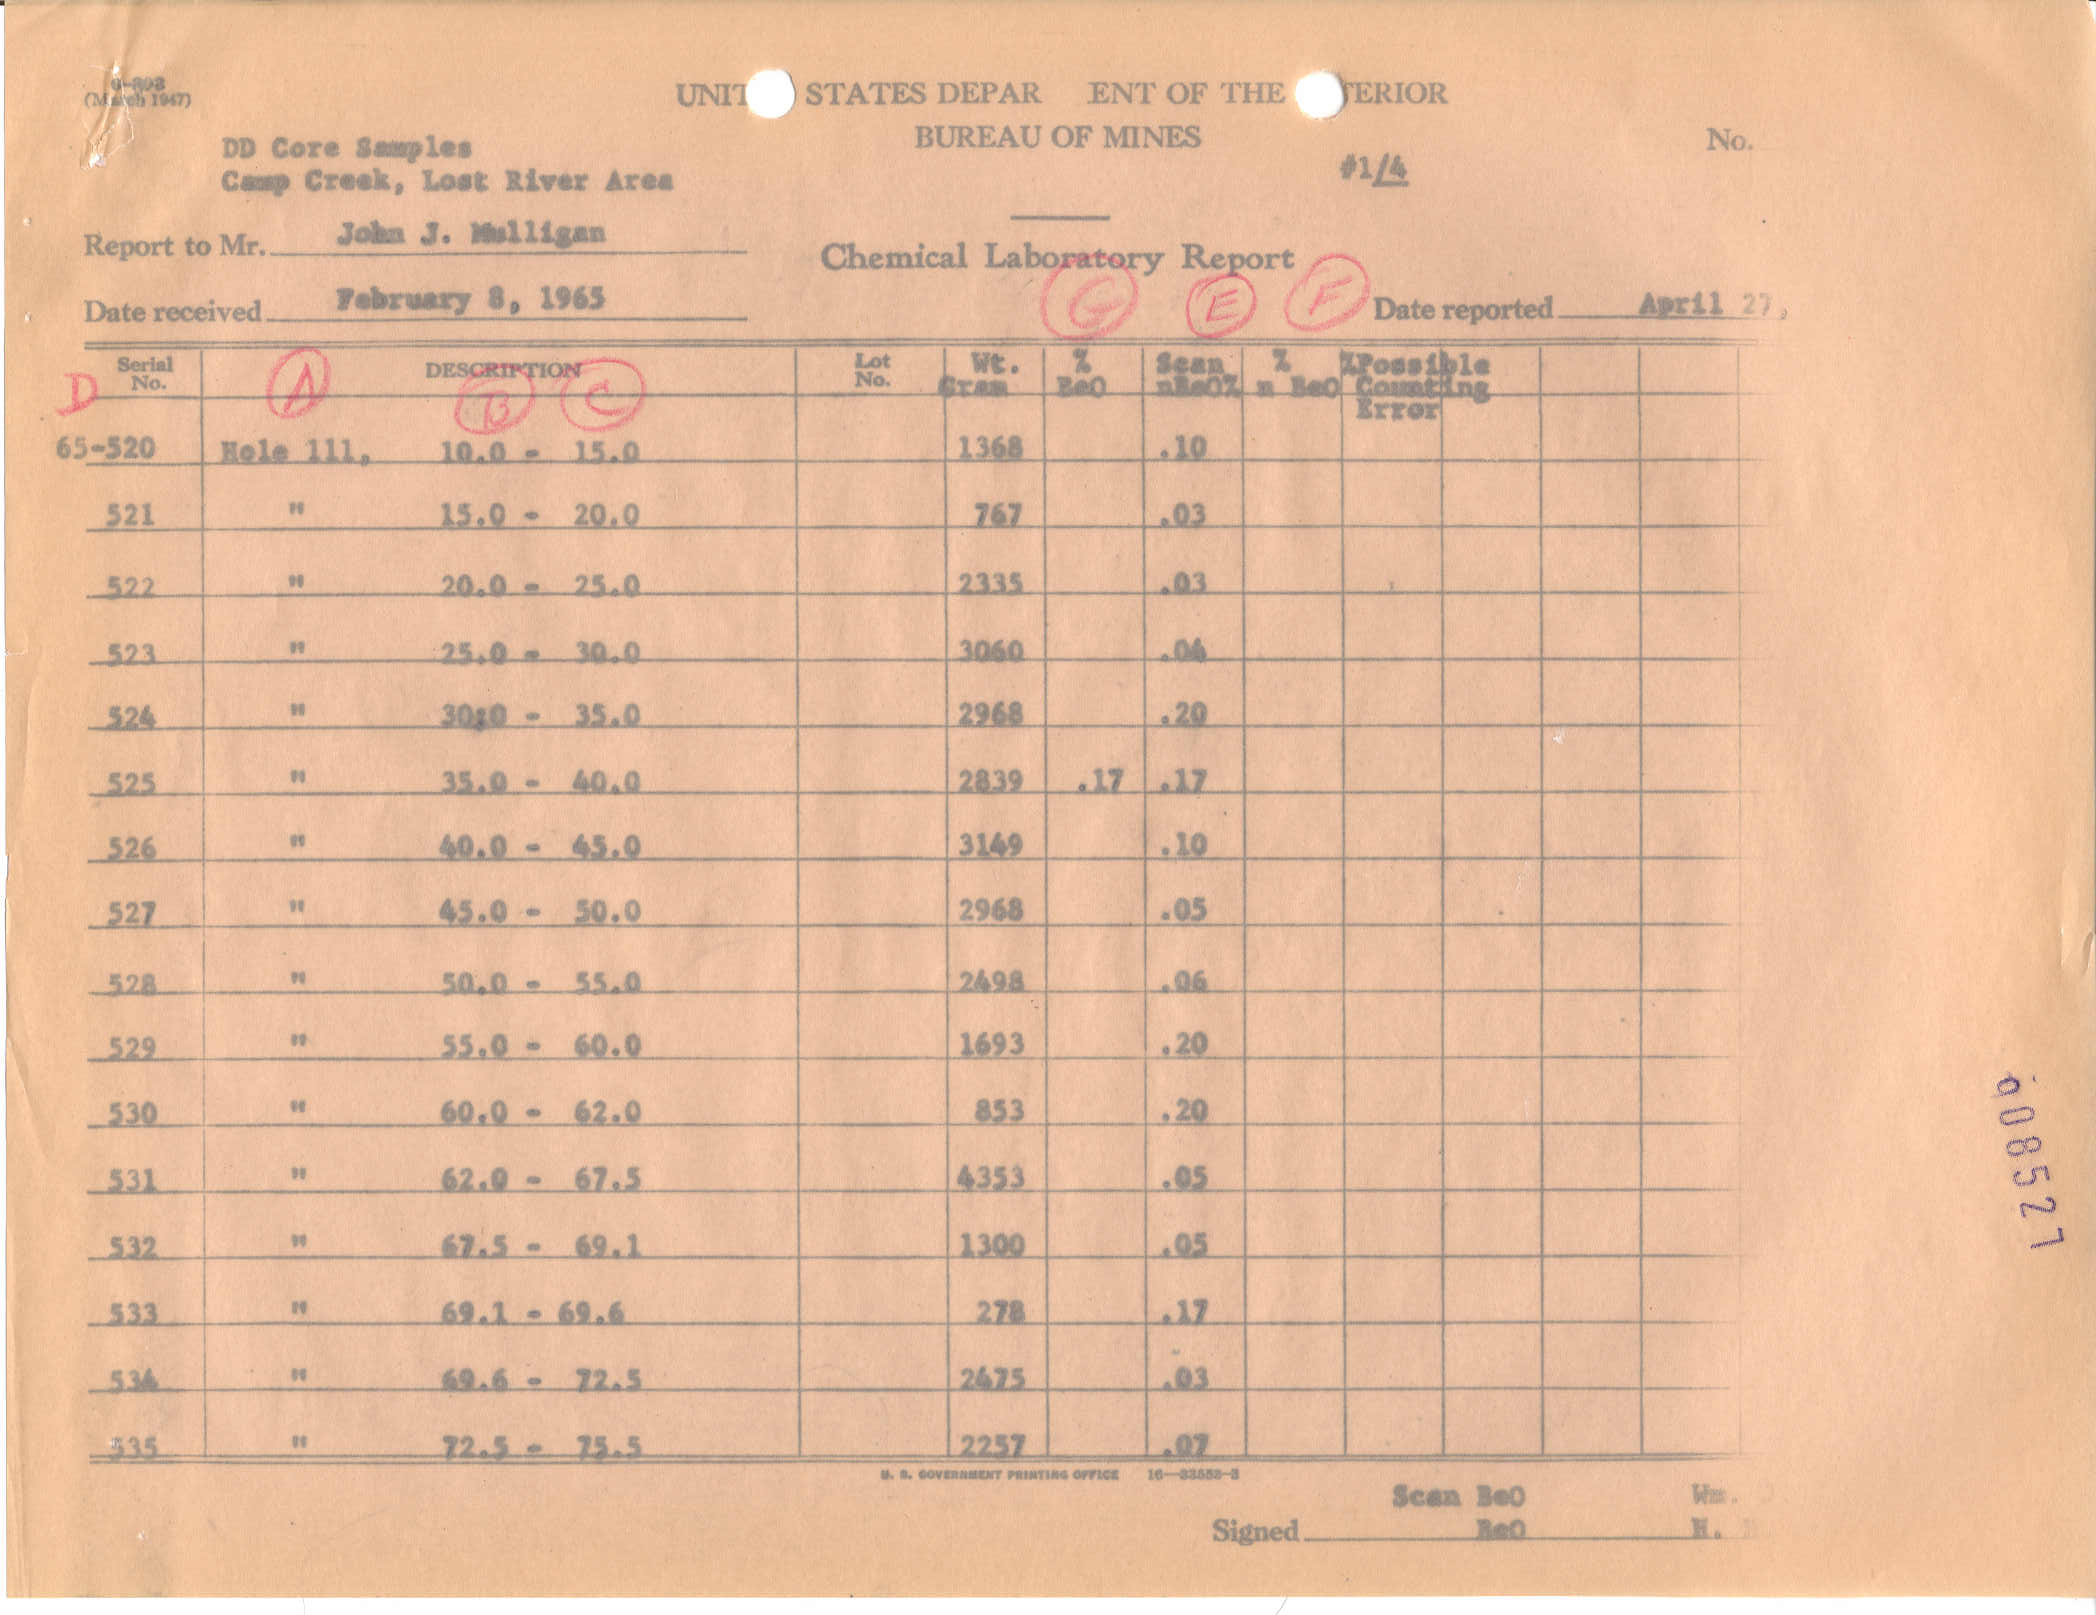 (March 1947)
UNIT STATES DEPAR ENT OF THE TERIOR
BUREAU OF MINES
No.
DD Core Samples
Camp Creek, Lost River Area
#1/4
Report to Mr. John J. Mulligan
Chemical Laboratory Report
Date received February 8, 1965
G E F
Date reported April 27,
Serial No. DESCRIPTION Lot No. Wt. Gram % BeO Scan nBeO% % n BeO %Possible Counting Error
D A B C
65-520 Hole 111, 10.0 - 15.0 1368 .10
521 " 15.0 - 20.0 767 .03
522 " 20.0 - 25.0 2335 .03
523 " 25.0 - 30.0 3060 .04
524 " 30.0 - 35.0 2968 .20
525 " 35.0 - 40.0 2839 .17 .17
526 " 40.0 - 45.0 3149 .10
527 " 45.0 - 50.0 2968 .05
528 " 50.0 - 55.0 2498 .06
529 " 55.0 - 60.0 1693 .20
530 " 60.0 - 62.0 853 .20
531 " 62.0 - 67.5 4353 .05
532 " 67.5 - 69.1 1300 .05
533 " 69.1 - 69.6 278 .17
534 " 69.6 - 72.5 2475 .03
535 " 72.5 - 75.5 2257 .07
U. S. GOVERNMENT PRINTING OFFICE 16—33553-3
Scan BeO Wm.
Signed BeO H.
008527